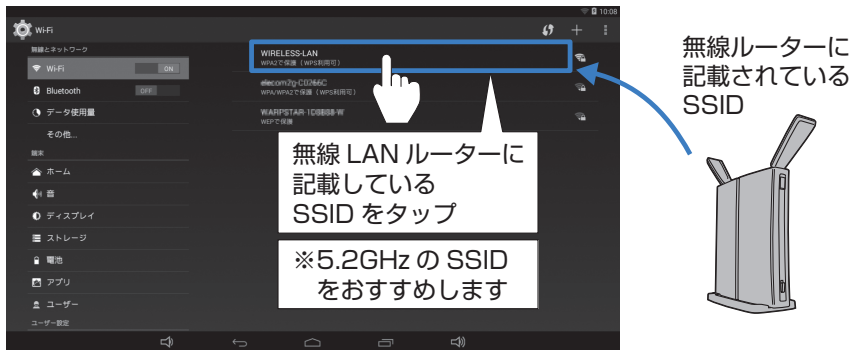 10:08
Wi-Fi
無線とネットワーク
Wi-Fi
ON
Bluetooth
OFF
データ使用量
その他...
端末
ホーム
音
ディスプレイ
ストレージ
電池
アプリ
ユーザー
ユーザー設定
WIRELESS-LAN
WPA2で保護（WPS利用可）
WPA/WPA2で保護（WPS利用可）
WEPで保護
無線 LAN ルーターに
記載している
SSID をタップ
※5.2GHz の SSID
をおすすめします
無線ルーターに
記載されている
SSID